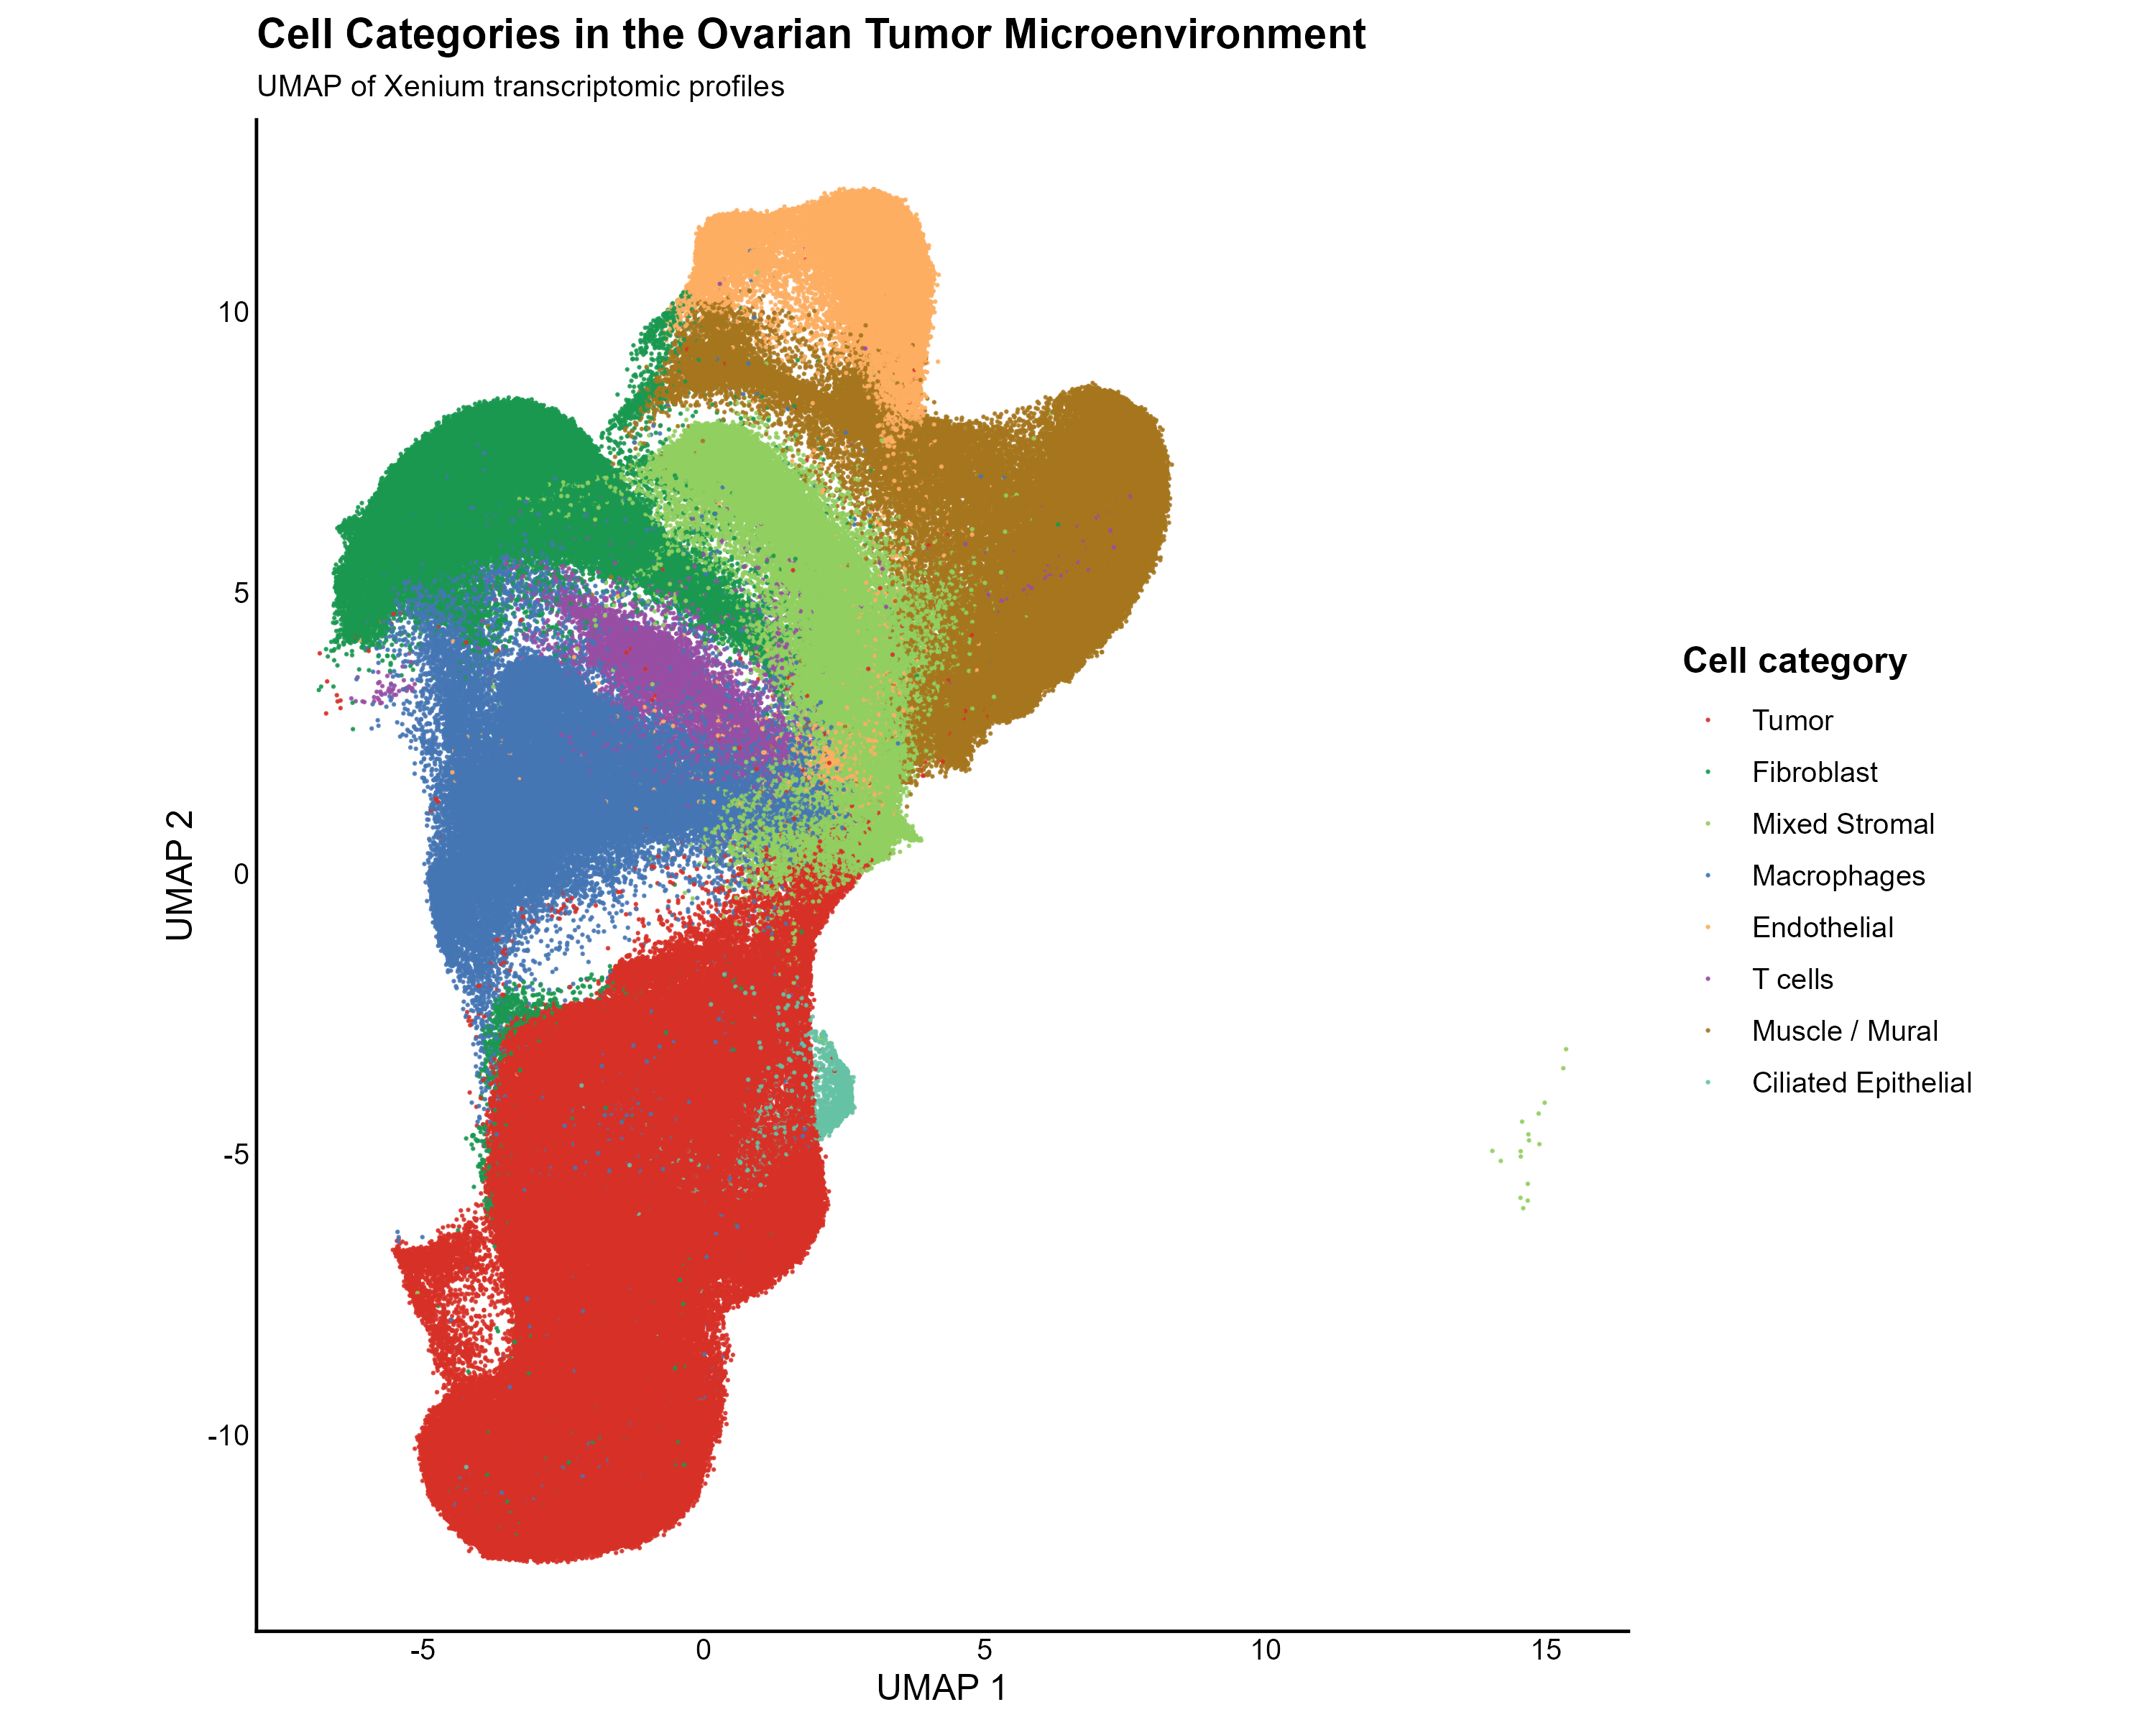 Cell Categories in the Ovarian Tumor Microenvironment
UMAP of Xenium transcriptomic profiles
10
5
0
-5
-10
UMAP 2
-5 0 5 10 15
UMAP 1
Cell category
Tumor
Fibroblast
Mixed Stromal
Macrophages
Endothelial
T cells
Muscle / Mural
Ciliated Epithelial